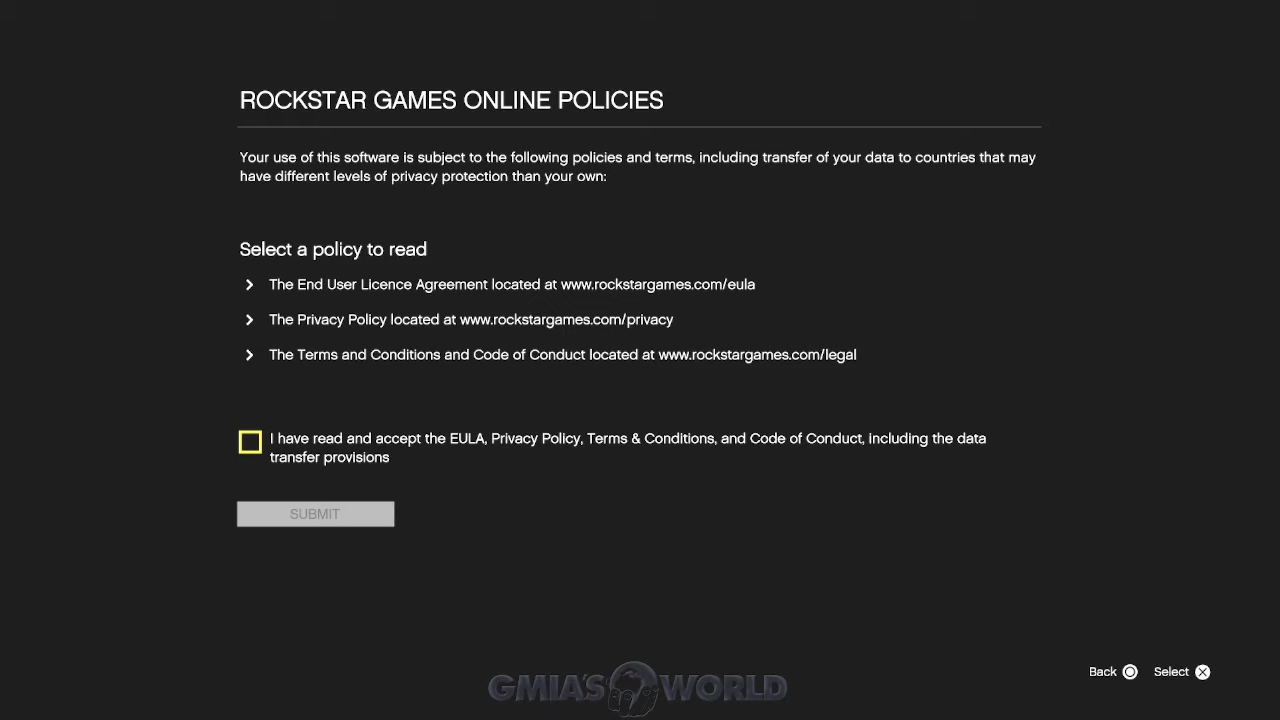 ROCKSTAR GAMES ONLINE POLICIES
Your use of this software is subject to the following policies and terms, including transfer of your data to countries that may
have different levels of privacy protection than your own:
Select a policy to read
The End User Licence Agreement located at www.rockstargames.com/eula
The Privacy Policy located at www.rockstargames.com/privacy
The Terms and Conditions and Code of Conduct located at www.rockstargames.com/legal
I have read and accept the EULA, Privacy Policy, Terms & Conditions, and Code of Conduct, including the data
transfer provisions
SUBMIT
Back Select
GMIA'S WORLD